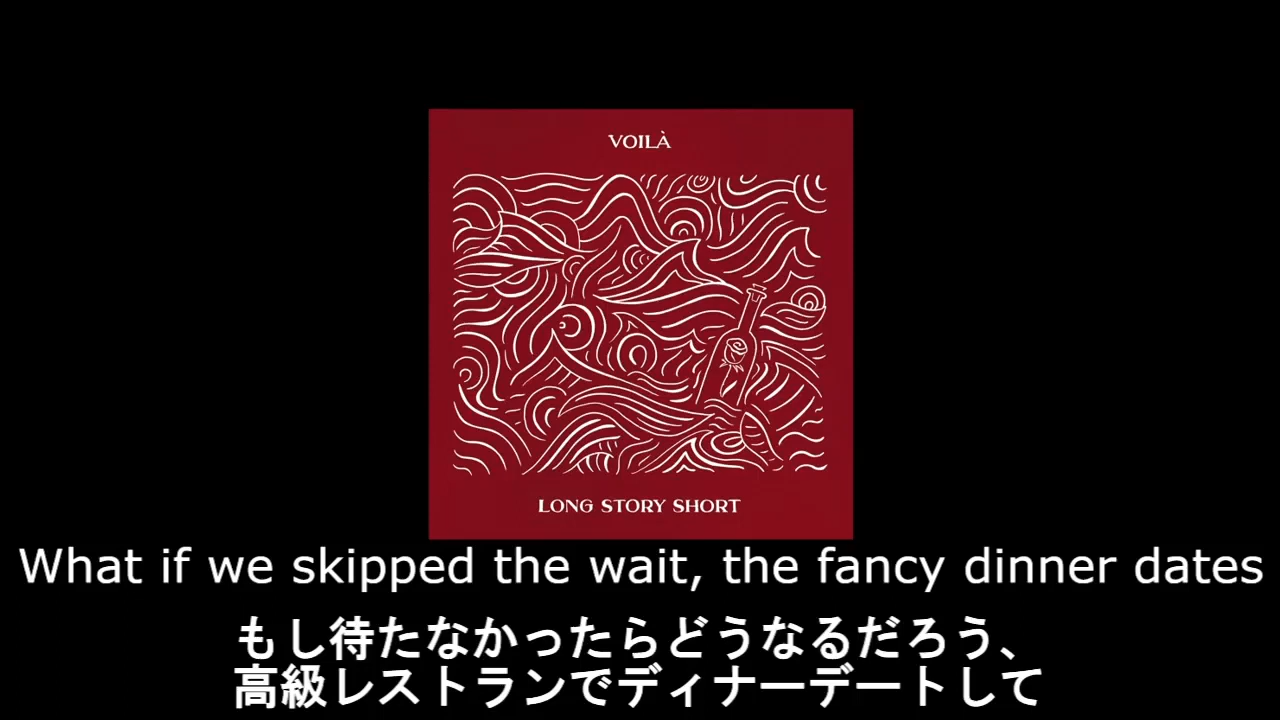 VOILÀ
LONG STORY SHORT
What if we skipped the wait, the fancy dinner dates
もし待たなかったらどうなるだろう、
高級レストランでディナーデートして